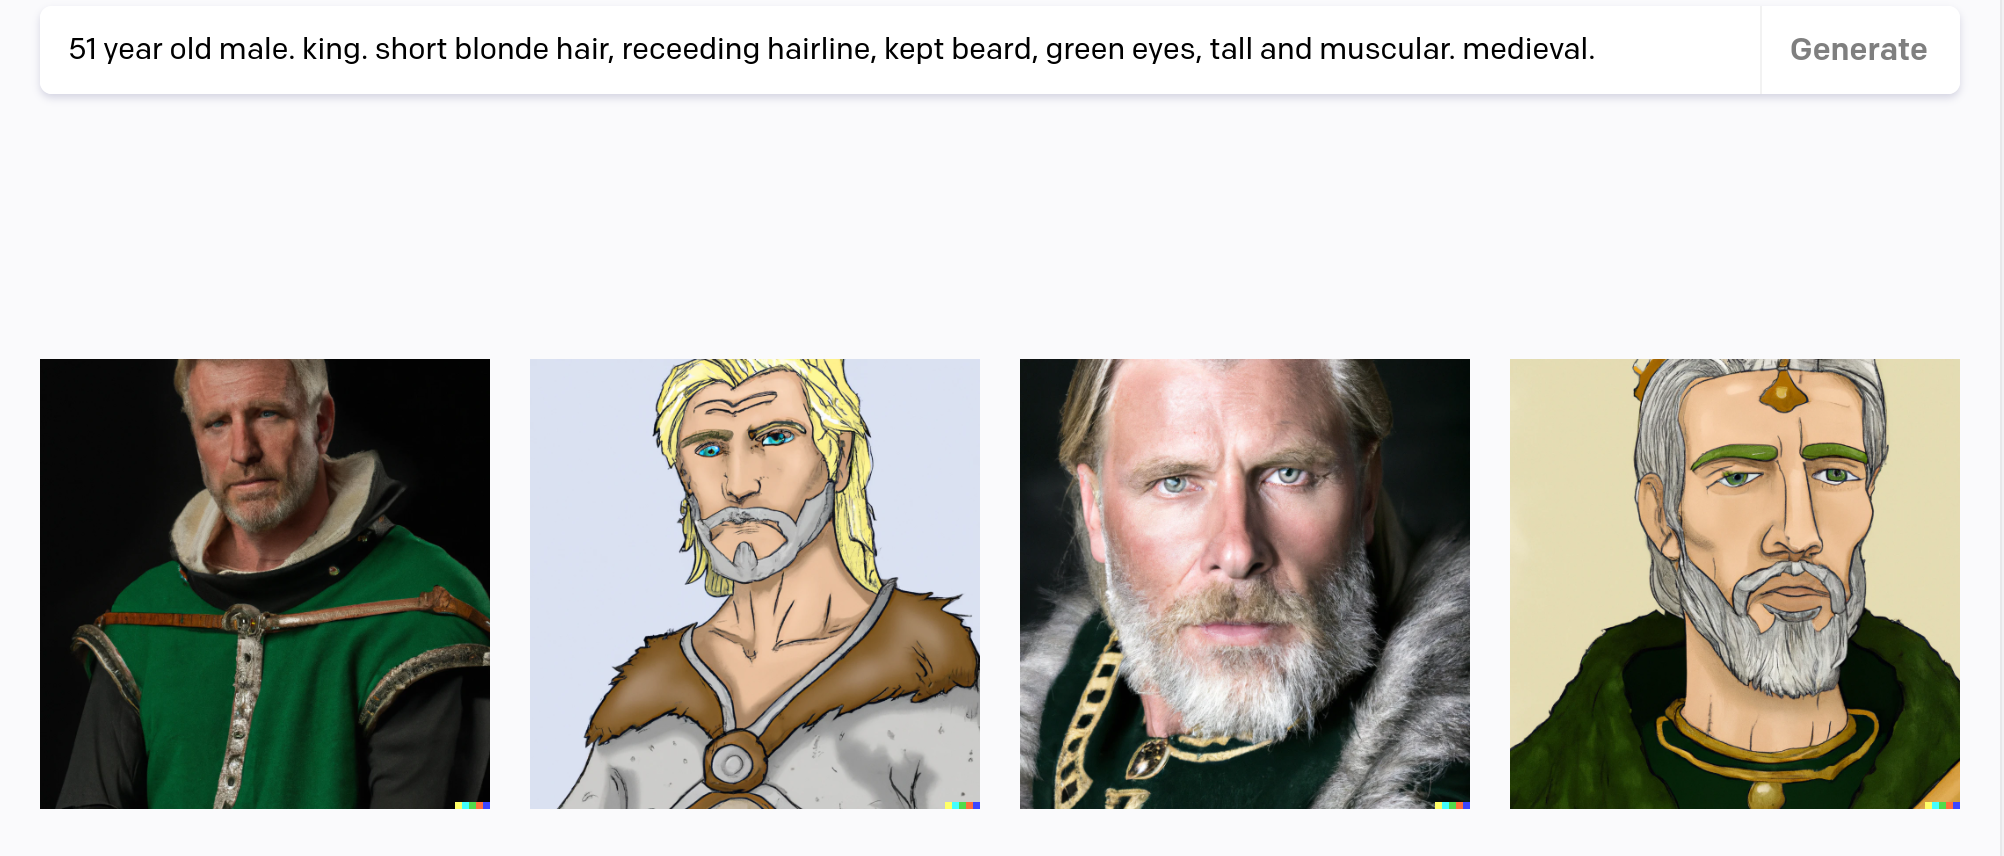 51 year old male. king. short blonde hair, receeding hairline, kept beard, green eyes, tall and muscular. medieval.
Generate